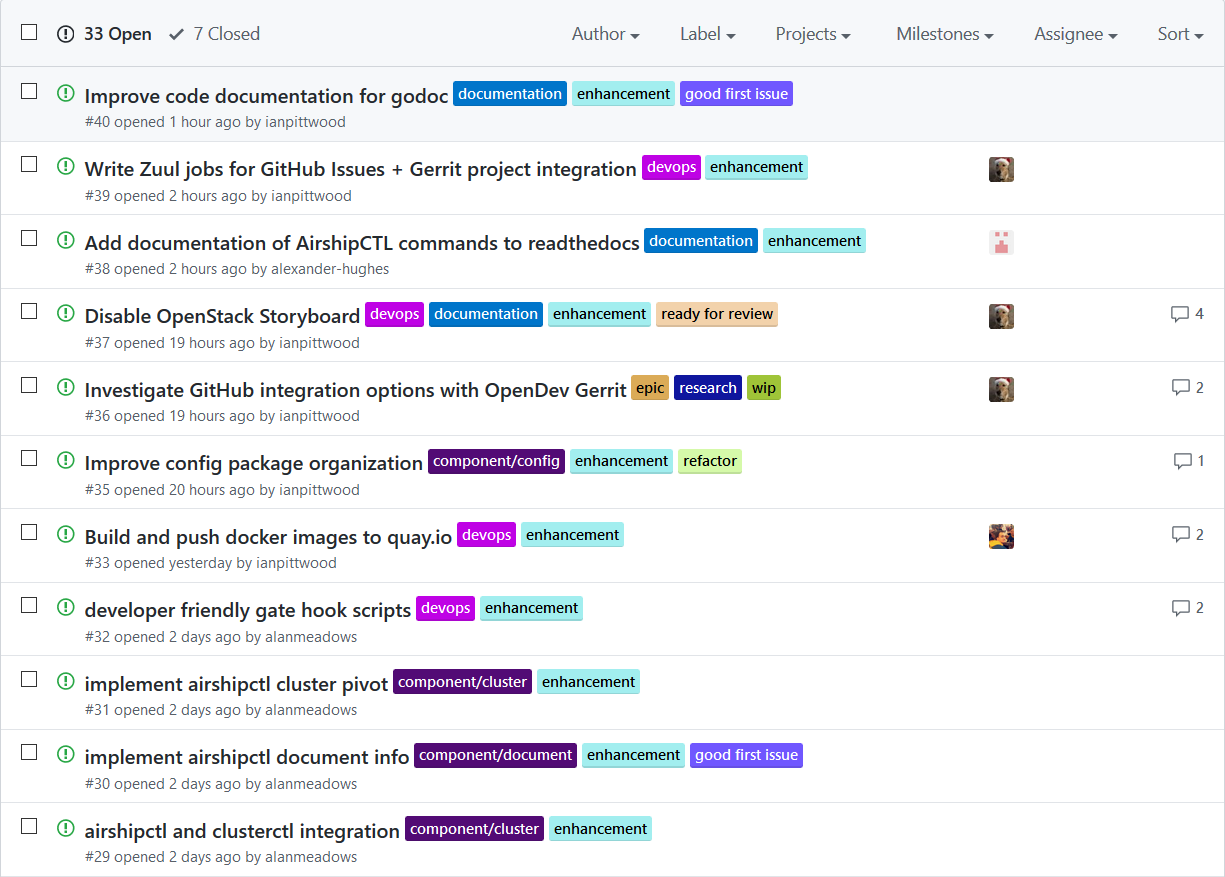 33 Open 7 Closed Author Label Projects Milestones Assignee Sort
Improve code documentation for godoc documentation enhancement good first issue
#40 opened 1 hour ago by ianpittwood
Write Zuul jobs for GitHub Issues + Gerrit project integration devops enhancement
#39 opened 2 hours ago by ianpittwood
Add documentation of AirshipCTL commands to readthedocs documentation enhancement
#38 opened 2 hours ago by alexander-hughes
Disable OpenStack Storyboard devops documentation enhancement ready for review 4
#37 opened 19 hours ago by ianpittwood
Investigate GitHub integration options with OpenDev Gerrit epic research wip 2
#36 opened 19 hours ago by ianpittwood
Improve config package organization component/config enhancement refactor 1
#35 opened 20 hours ago by ianpittwood
Build and push docker images to quay.io devops enhancement 2
#33 opened yesterday by ianpittwood
developer friendly gate hook scripts devops enhancement 2
#32 opened 2 days ago by alanmeadows
implement airshipctl cluster pivot component/cluster enhancement
#31 opened 2 days ago by alanmeadows
implement airshipctl document info component/document enhancement good first issue
#30 opened 2 days ago by alanmeadows
airshipctl and clusterctl integration component/cluster enhancement
#29 opened 2 days ago by alanmeadows